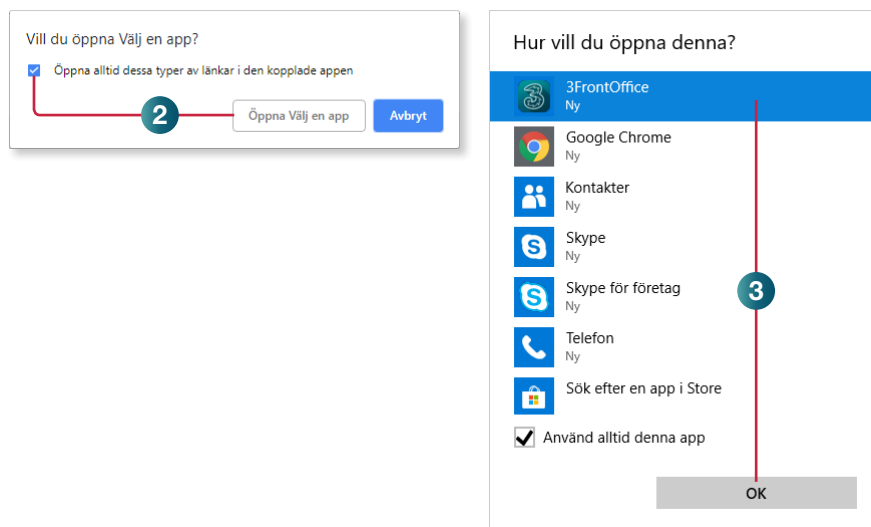 Vill du öppna Välj en app?
Öppna alltid dessa typer av länkar i den kopplade appen
2
Öppna Välj en app
Avbryt
Hur vill du öppna denna?
3FrontOffice
Ny
Google Chrome
Ny
Kontakter
Ny
Skype
Ny
Skype för företag
Ny
3
Telefon
Ny
Sök efter en app i Store
Använd alltid denna app
OK